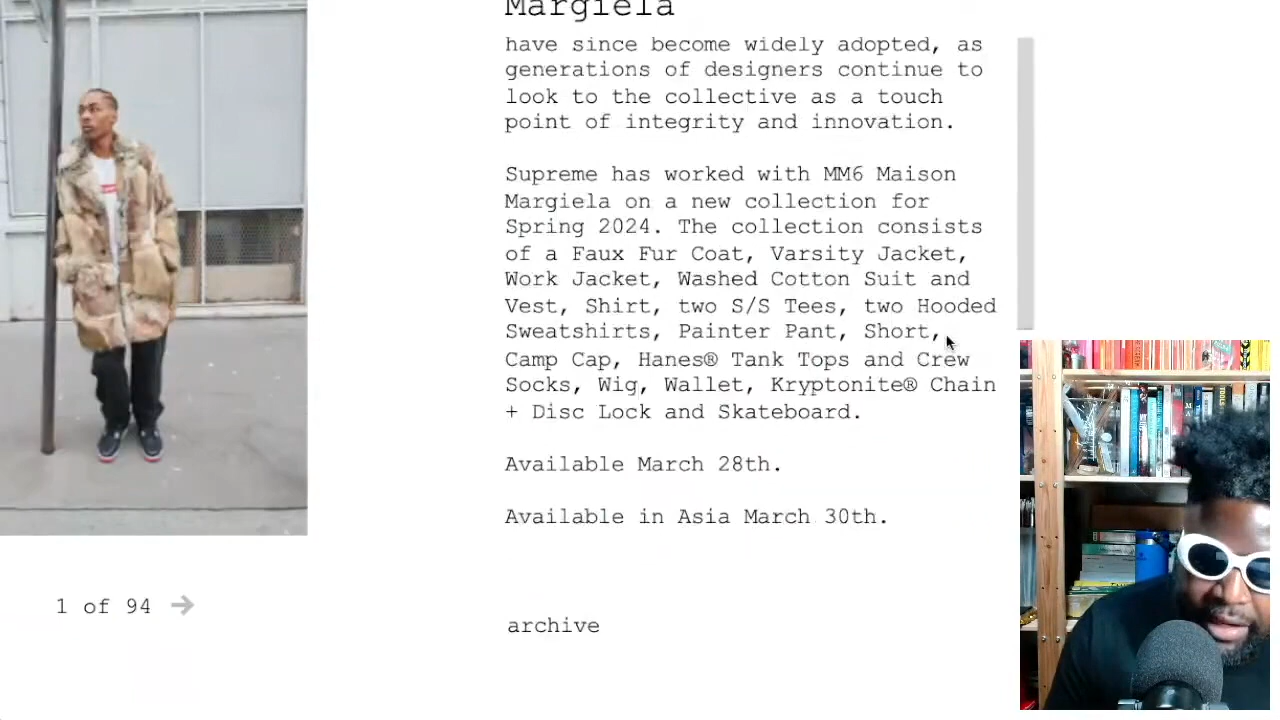 Margiela
have since become widely adopted, as
generations of designers continue to
look to the collective as a touch
point of integrity and innovation.
Supreme has worked with MM6 Maison
Margiela on a new collection for
Spring 2024. The collection consists
of a Faux Fur Coat, Varsity Jacket,
Work Jacket, Washed Cotton Suit and
Vest, Shirt, two S/S Tees, two Hooded
Sweatshirts, Painter Pant, Short,
Camp Cap, Hanes® Tank Tops and Crew
Socks, Wig, Wallet, Kryptonite® Chain
+ Disc Lock and Skateboard.
Available March 28th.
Available in Asia March 30th.
1 of 94
archive